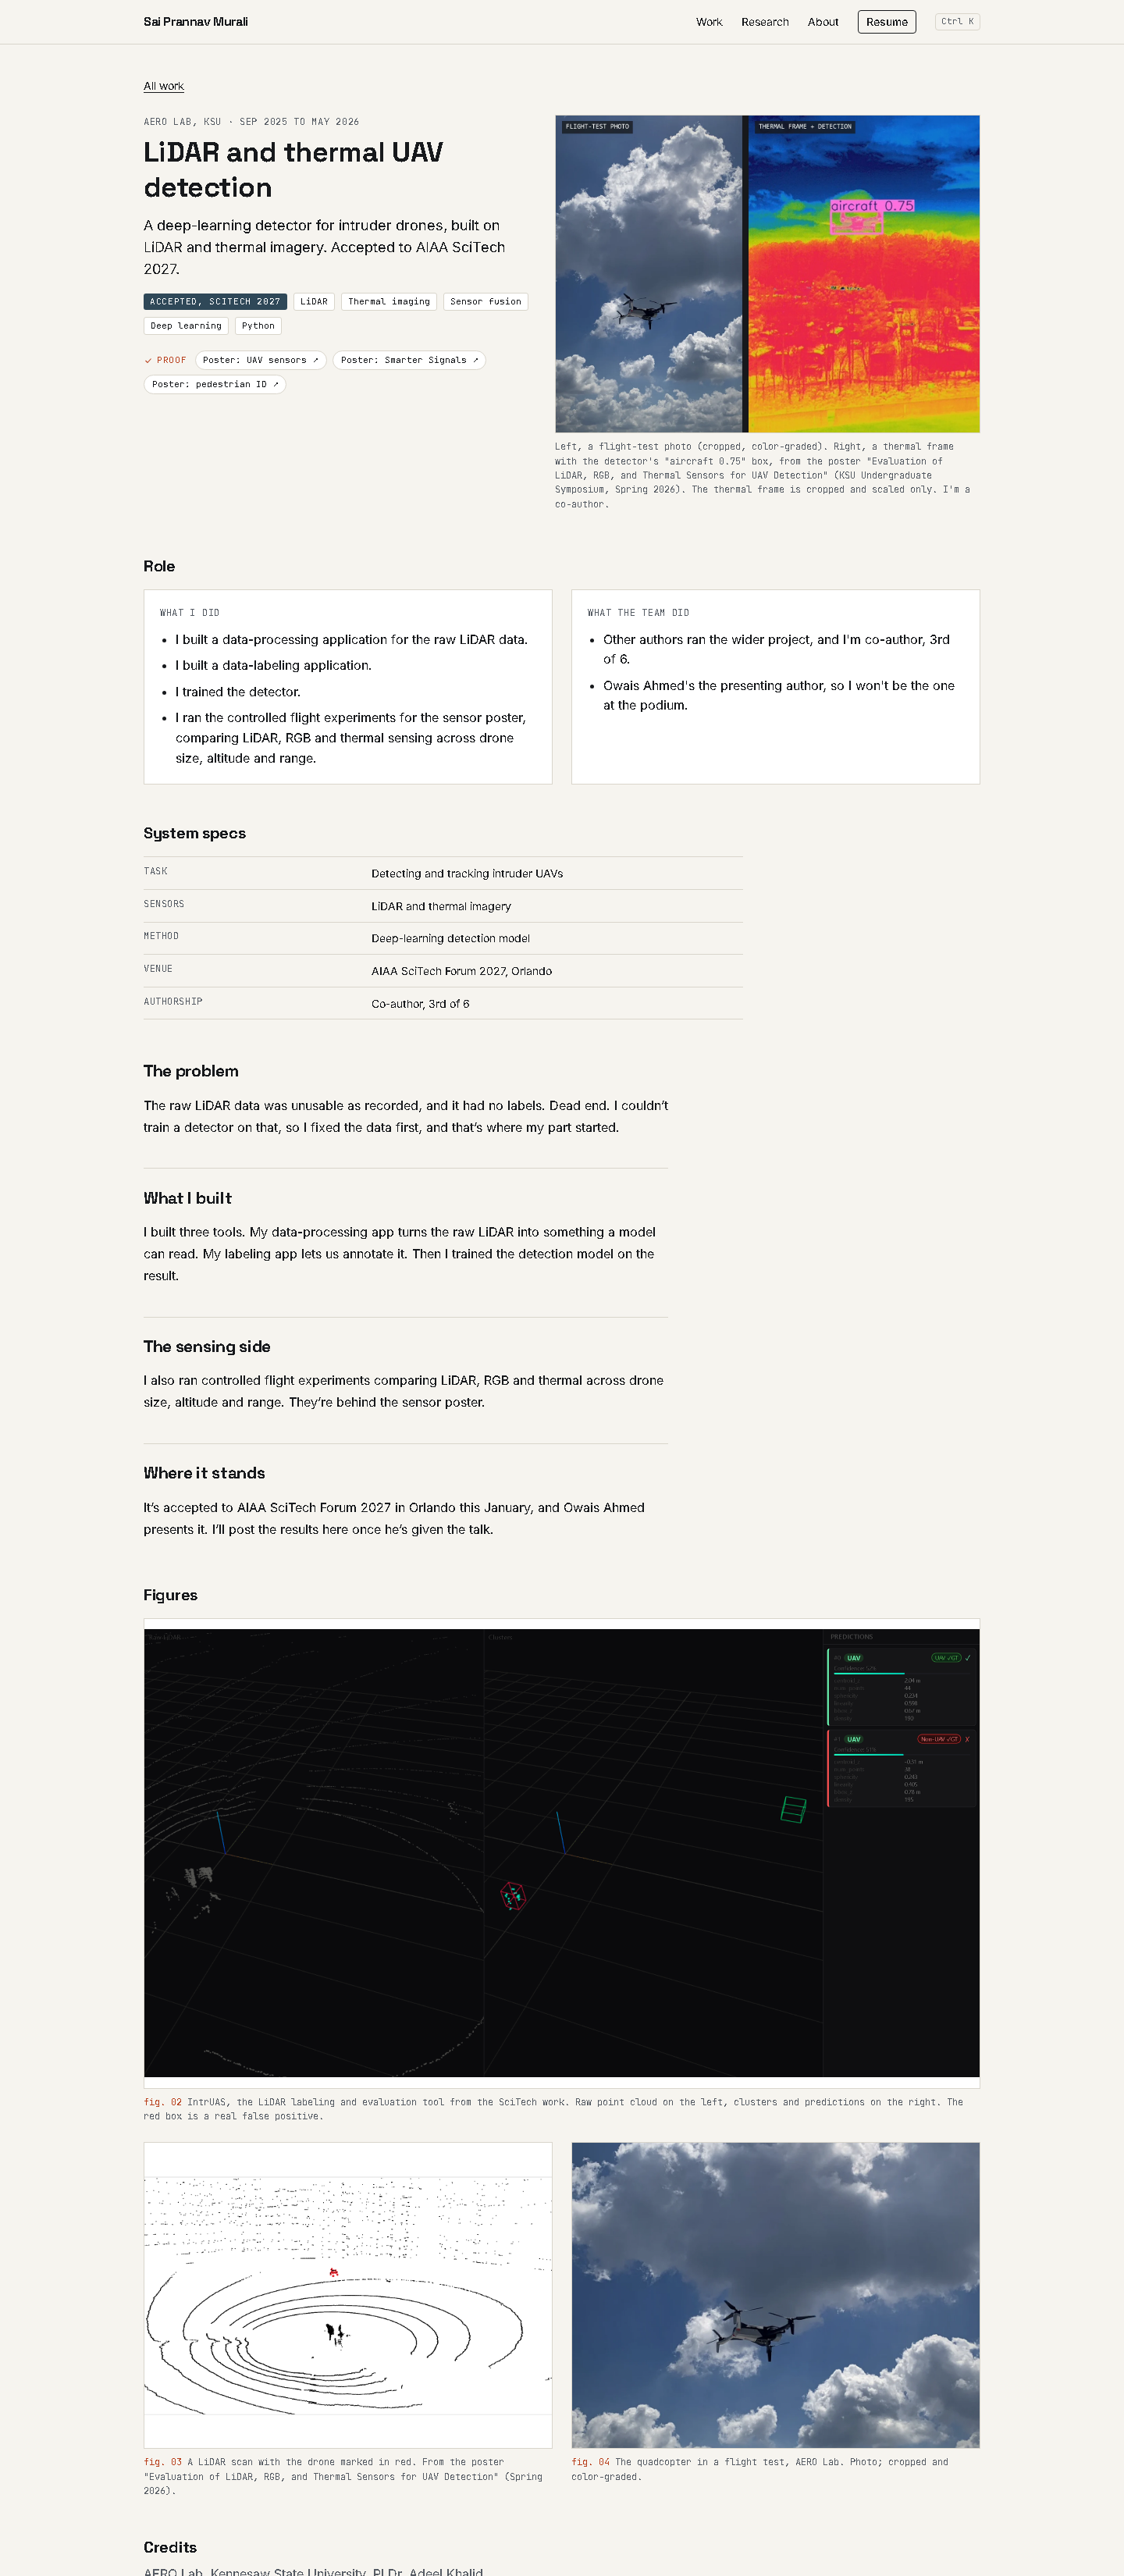 Sai Prannav Murali
Work
Research
About
Resume
Ctrl K
All work
AERO LAB, KSU · SEP 2025 TO MAY 2026
LiDAR and thermal UAV
detection
A deep-learning detector for intruder drones, built on
LiDAR and thermal imagery. Accepted to AIAA SciTech
2027.
ACCEPTED, SCITECH 2027
LiDAR
Thermal imaging
Sensor fusion
Deep learning
Python
✓ PROOF
Poster: UAV sensors ↗
Poster: Smarter Signals ↗
Poster: pedestrian ID ↗
FLIGHT-TEST PHOTO
THERMAL FRAME + DETECTION
aircraft 0.75
Left, a flight-test photo (cropped, color-graded). Right, a thermal frame
with the detector's "aircraft 0.75" box, from the poster "Evaluation of
LiDAR, RGB, and Thermal Sensors for UAV Detection" (KSU Undergraduate
Symposium, Spring 2026). The thermal frame is cropped and scaled only. I'm a
co-author.
Role
WHAT I DID
• I built a data-processing application for the raw LiDAR data.
• I built a data-labeling application.
• I trained the detector.
• I ran the controlled flight experiments for the sensor poster,
comparing LiDAR, RGB and thermal sensing across drone
size, altitude and range.
WHAT THE TEAM DID
• Other authors ran the wider project, and I'm co-author, 3rd
of 6.
• Owais Ahmed's the presenting author, so I won't be the one
at the podium.
System specs
TASK
Detecting and tracking intruder UAVs
SENSORS
LiDAR and thermal imagery
METHOD
Deep-learning detection model
VENUE
AIAA SciTech Forum 2027, Orlando
AUTHORSHIP
Co-author, 3rd of 6
The problem
The raw LiDAR data was unusable as recorded, and it had no labels. Dead end. I couldn’t
train a detector on that, so I fixed the data first, and that’s where my part started.
What I built
I built three tools. My data-processing app turns the raw LiDAR into something a model
can read. My labeling app lets us annotate it. Then I trained the detection model on the
result.
The sensing side
I also ran controlled flight experiments comparing LiDAR, RGB and thermal across drone
size, altitude and range. They’re behind the sensor poster.
Where it stands
It’s accepted to AIAA SciTech Forum 2027 in Orlando this January, and Owais Ahmed
presents it. I’ll post the results here once he’s given the talk.
Figures
Raw LiDAR
Clusters
PREDICTIONS
#0 UAV
UAV ✓GT ✓
#1 UAV
Non-UAV ✓GT X
fig. 02 IntrUAS, the LiDAR labeling and evaluation tool from the SciTech work. Raw point cloud on the left, clusters and predictions on the right. The
red box is a real false positive.
fig. 03 A LiDAR scan with the drone marked in red. From the poster
"Evaluation of LiDAR, RGB, and Thermal Sensors for UAV Detection" (Spring
2026).
fig. 04 The quadcopter in a flight test, AERO Lab. Photo; cropped and
color-graded.
Credits
AERO Lab, Kennesaw State University, PI Dr. Adeel Khalid